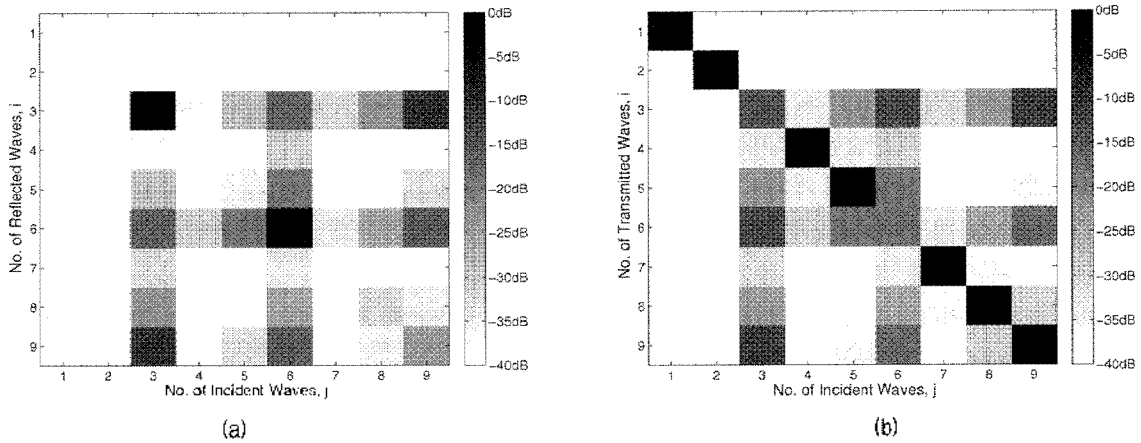 0dB
-5dB
-10dB
-15dB
-20dB
-25dB
-30dB
-35dB
-40dB
No. of Reflected Waves, i
1
2
3
4
5
6
7
8
9
1 2 3 4 5 6 7 8 9
No. of Incident Waves, j
(a)
0dB
-5dB
-10dB
-15dB
-20dB
-25dB
-30dB
-35dB
-40dB
No. of Transmitted Waves, i
1
2
3
4
5
6
7
8
9
1 2 3 4 5 6 7 8 9
No. of Incident Waves, j
(b)